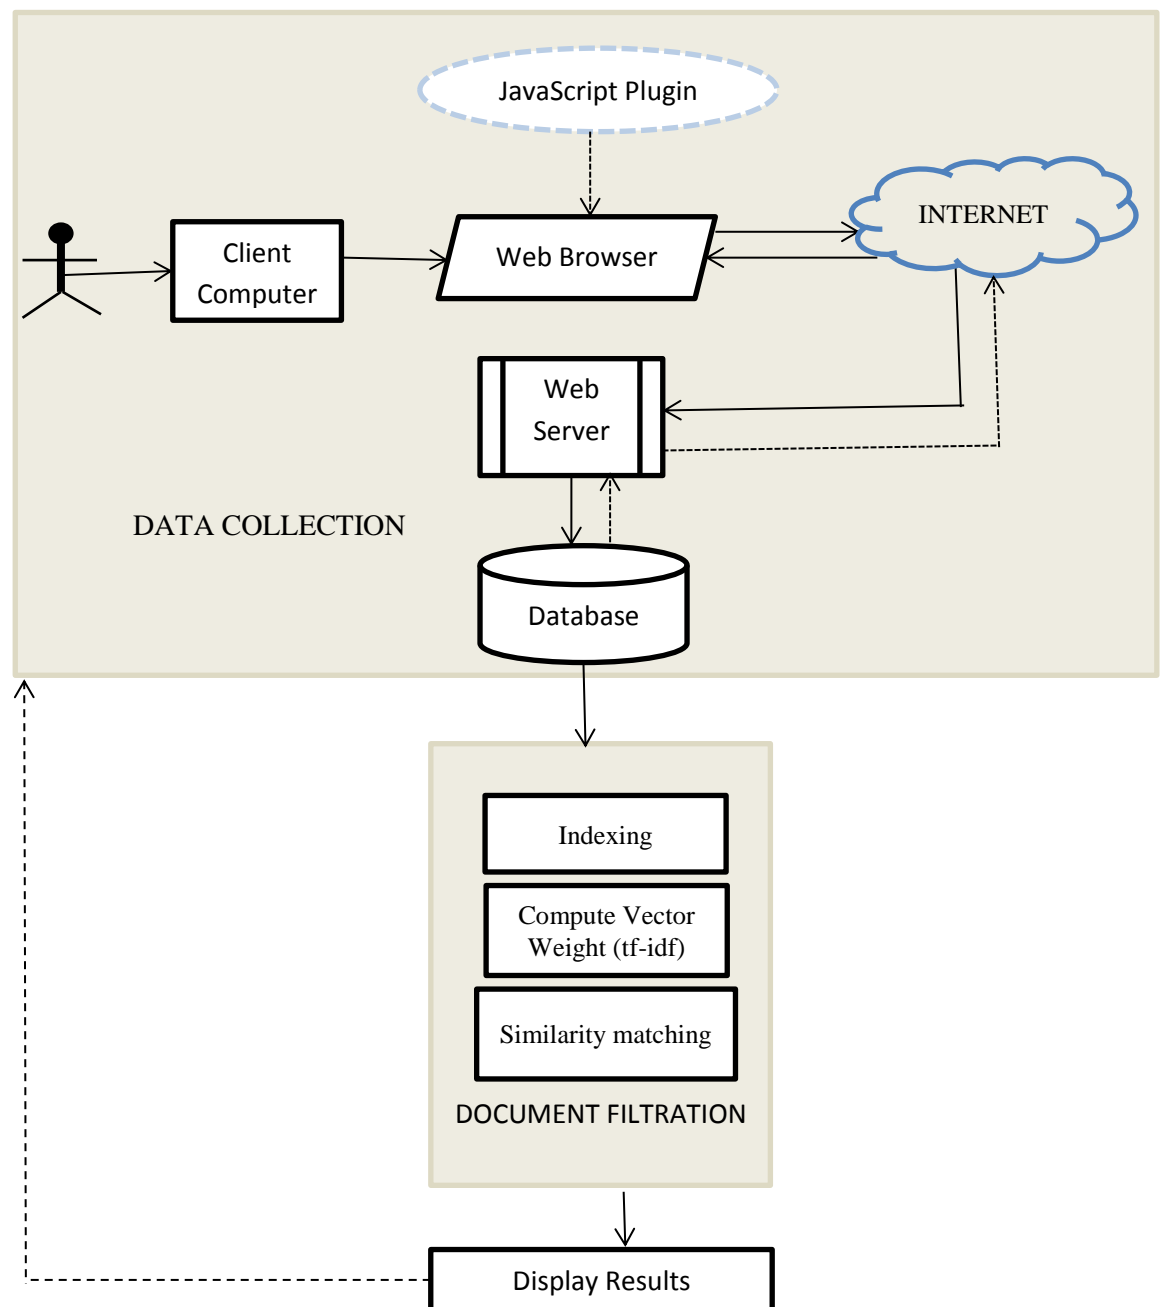 JavaScript Plugin
INTERNET
Client
Computer
Web Browser
Web
Server
DATA COLLECTION
Database
Indexing
Compute Vector
Weight (tf-idf)
Similarity matching
DOCUMENT FILTRATION
Display Results